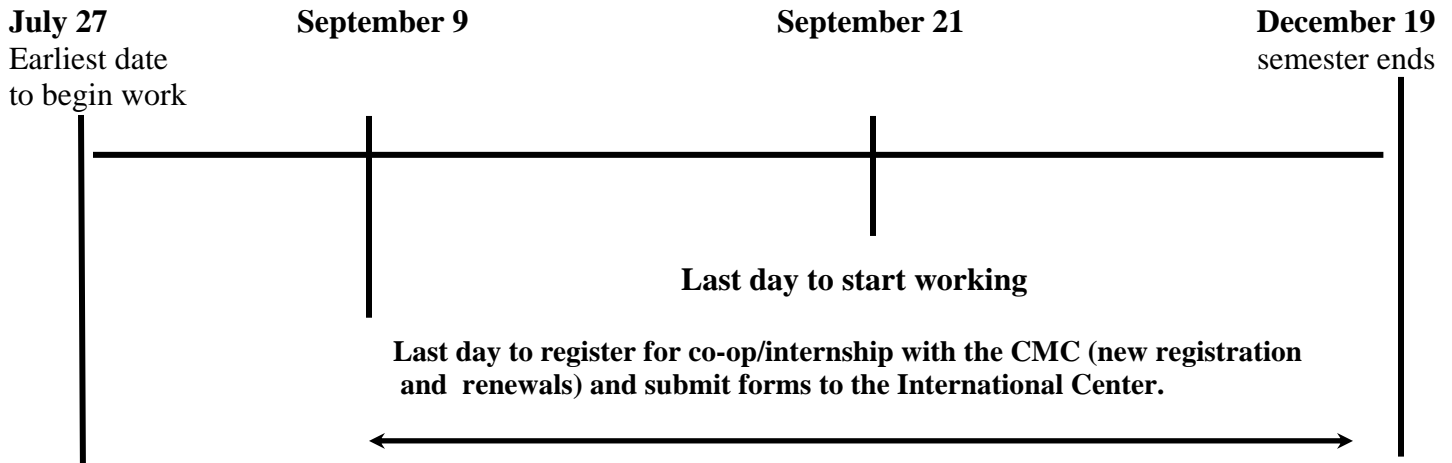 July 27
Earliest date
to begin work
September 9
September 21
December 19
semester ends
Last day to start working
Last day to register for co-op/internship with the CMC (new registration
and renewals) and submit forms to the International Center.